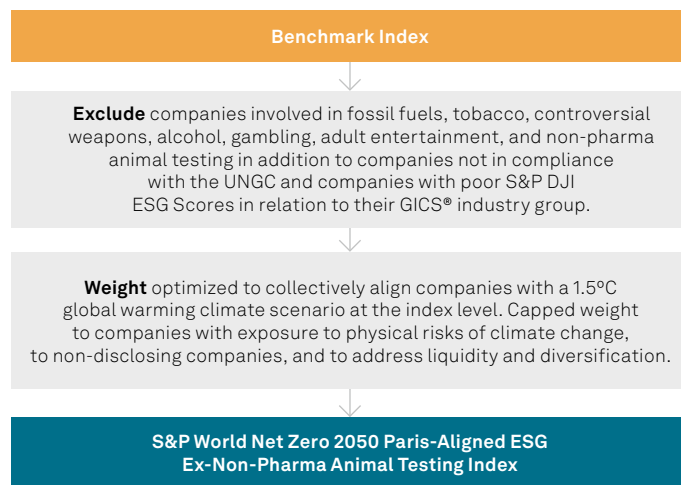 Benchmark Index
Exclude companies involved in fossil fuels, tobacco, controversial
weapons, alcohol, gambling, adult entertainment, and non-pharma
animal testing in addition to companies not in compliance
with the UNGC and companies with poor S&P DJI
ESG Scores in relation to their GICS® industry group.
Weight optimized to collectively align companies with a 1.5ºC
global warming climate scenario at the index level. Capped weight
to companies with exposure to physical risks of climate change,
to non-disclosing companies, and to address liquidity and diversification.
S&P World Net Zero 2050 Paris-Aligned ESG
Ex-Non-Pharma Animal Testing Index